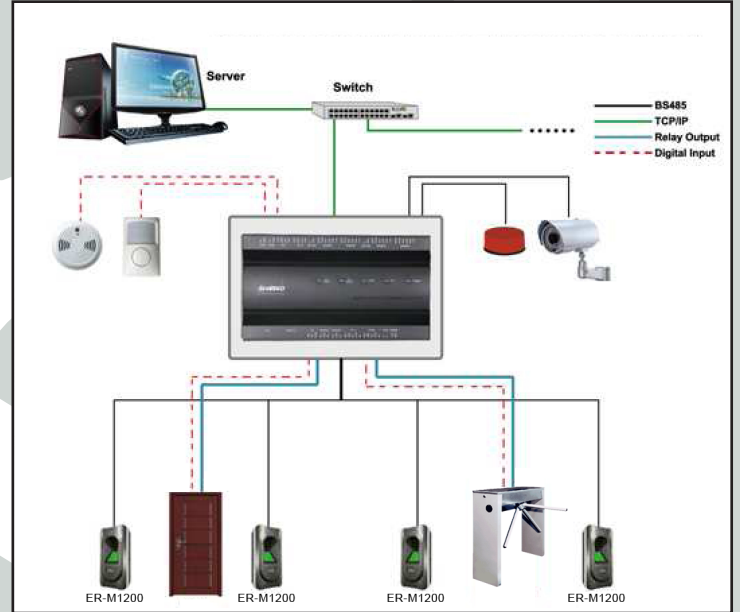 Server
Switch
BS485
TCP/IP
Relay Output
Digital Input
ER-M1200
ER-M1200
ER-M1200
ER-M1200